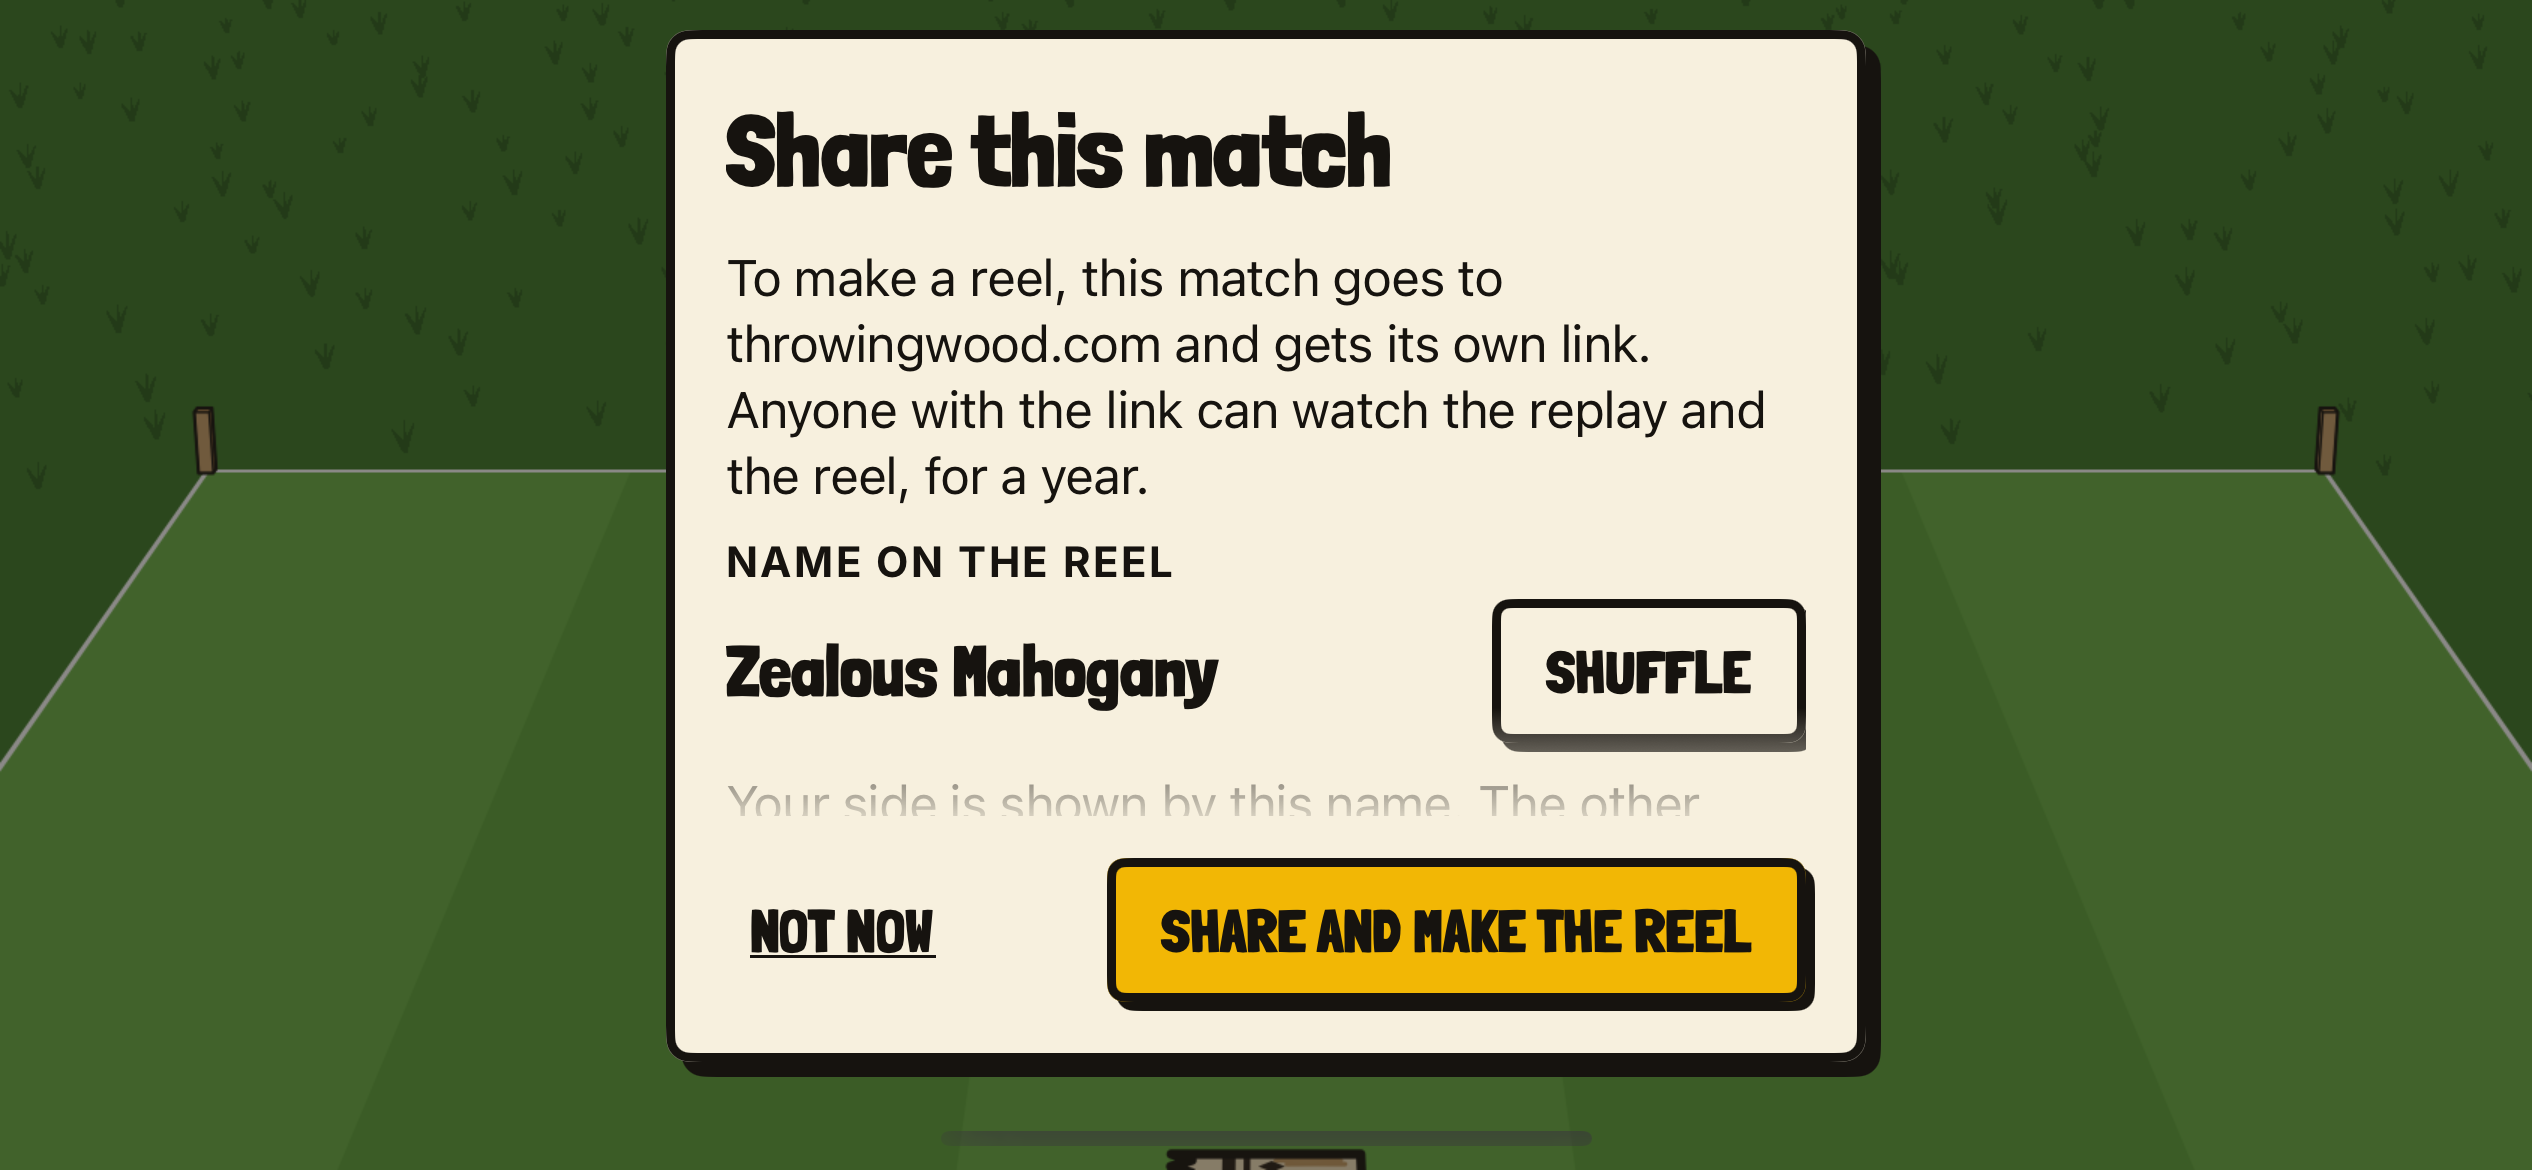 Share this match
To make a reel, this match goes to
throwingwood.com and gets its own link.
Anyone with the link can watch the replay and
the reel, for a year.
NAME ON THE REEL
Zealous Mahogany
SHUFFLE
Your side is shown by this name. The other
NOT NOW
SHARE AND MAKE THE REEL